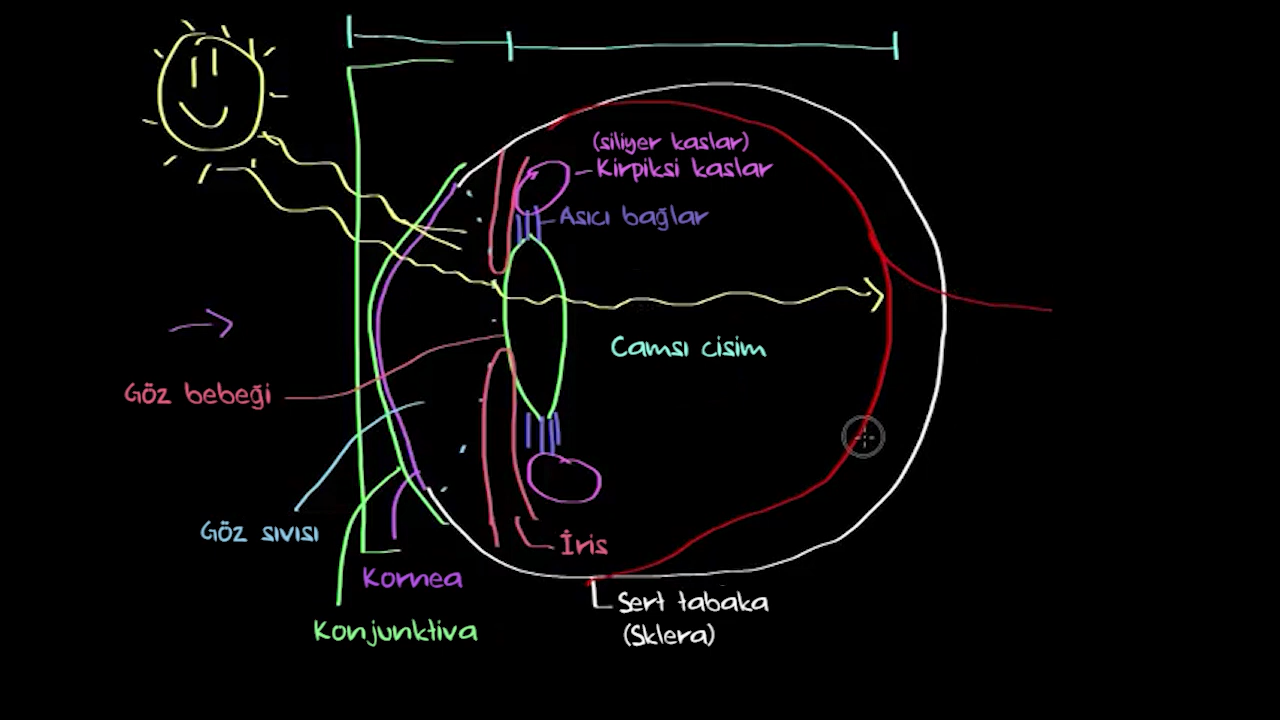 (siliyer kaslar)
Kirpiksi kaslar
Asıcı bağlar
Camsı cisim
Göz bebeği
Göz sıvısı
İris
Kornea
Sert tabaka
(Sklera)
Konjunktiva